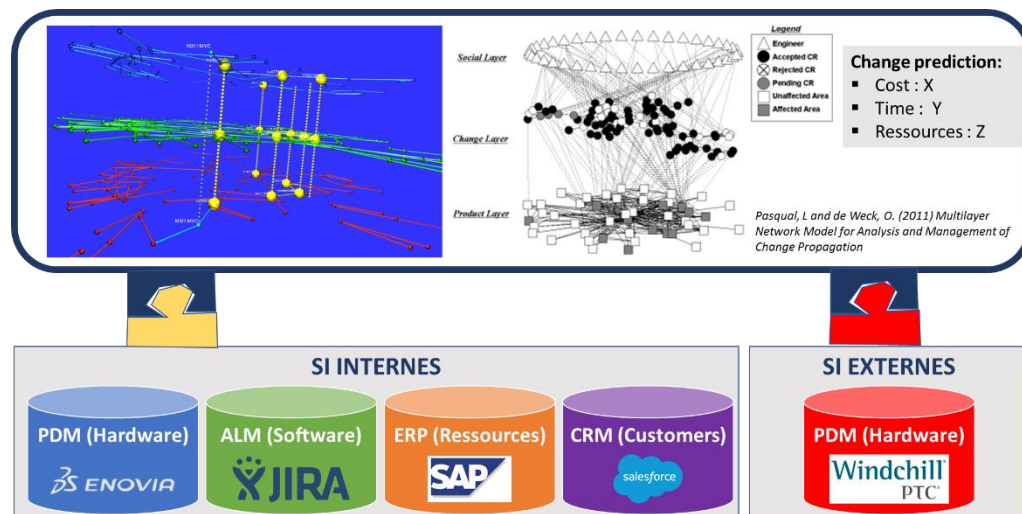 MX11MYC
MX11MYC
Social Layer
Change Layer
Product Layer
Legend
Engineer
Accepted CR
Rejected CR
Pending CR
Unaffected Area
Affected Area
Change prediction:
▪ Cost : X
▪ Time : Y
▪ Ressources : Z
Pasqual, L and de Weck, O. (2011) Multilayer
Network Model for Analysis and Management of
Change Propagation
SI INTERNES
PDM (Hardware)
ENOVIA
ALM (Software)
JIRA
ERP (Ressources)
SAP
CRM (Customers)
salesforce
SI EXTERNES
PDM (Hardware)
Windchill
PTC